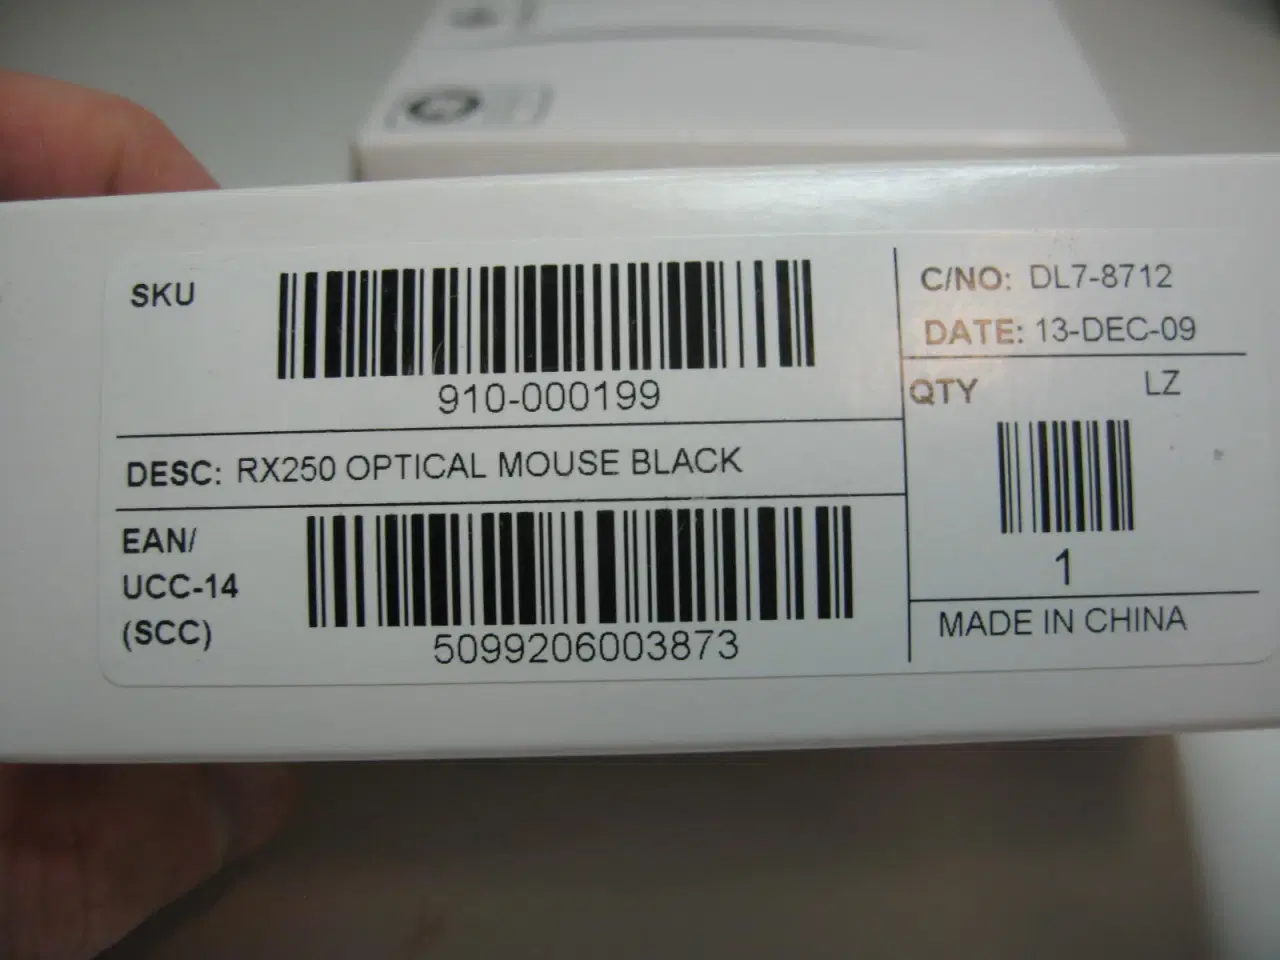 SKU
910-000199
DESC: RX250 OPTICAL MOUSE BLACK
EAN/
UCC-14
(SCC)
5099206003873
C/NO: DL7-8712
DATE: 13-DEC-09
QTY LZ
1
MADE IN CHINA